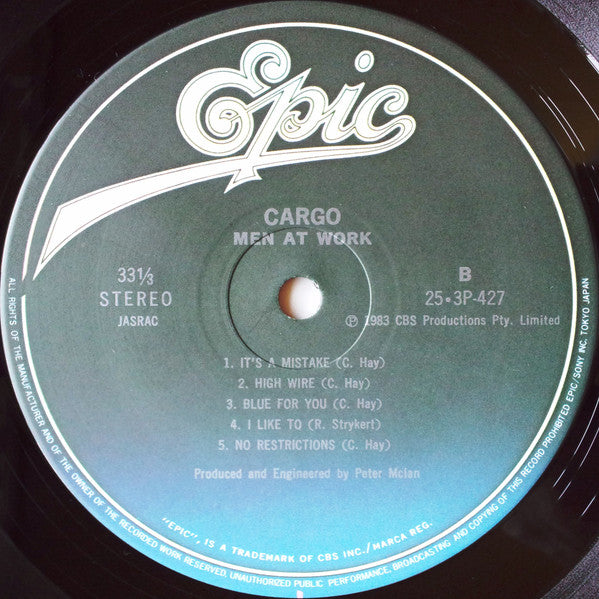 Epic
CARGO
MEN AT WORK
33⅓
STEREO
JASRAC
B
25・3P-427
Ⓟ 1983 CBS Productions Pty. Limited
1. IT'S A MISTAKE (C. Hay)
2. HIGH WIRE (C. Hay)
3. BLUE FOR YOU (C. Hay)
4. I LIKE TO (R. Strykert)
5. NO RESTRICTIONS (C. Hay)
Produced and Engineered by Peter Mclan
"EPIC", IS A TRADEMARK OF CBS INC./MARCA REG.
ALL RIGHTS OF THE MANUFACTURER AND OF THE OWNER OF THE RECORDED WORK RESERVED. UNAUTHORIZED PUBLIC PERFORMANCE, BROADCASTING AND COPYING OF THIS RECORD PROHIBITED EPIC/SONY INC. TOKYO JAPAN